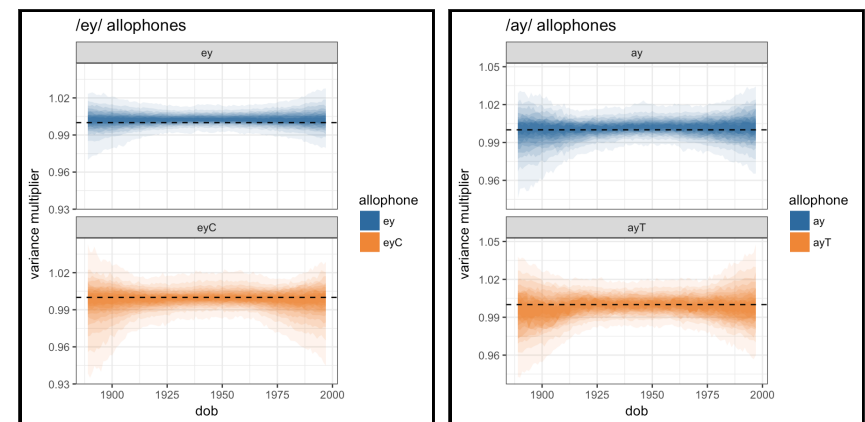 /ey/ allophones
ey
1.02
0.99
0.96
0.93
eyC
1.02
0.99
0.96
0.93
1900 1925 1950 1975 2000
dob
variance multiplier
allophone
ey
eyC
/ay/ allophones
ay
1.05
1.02
0.99
0.96
ayT
1.05
1.02
0.99
0.96
1900 1925 1950 1975 2000
dob
variance multiplier
allophone
ay
ayT